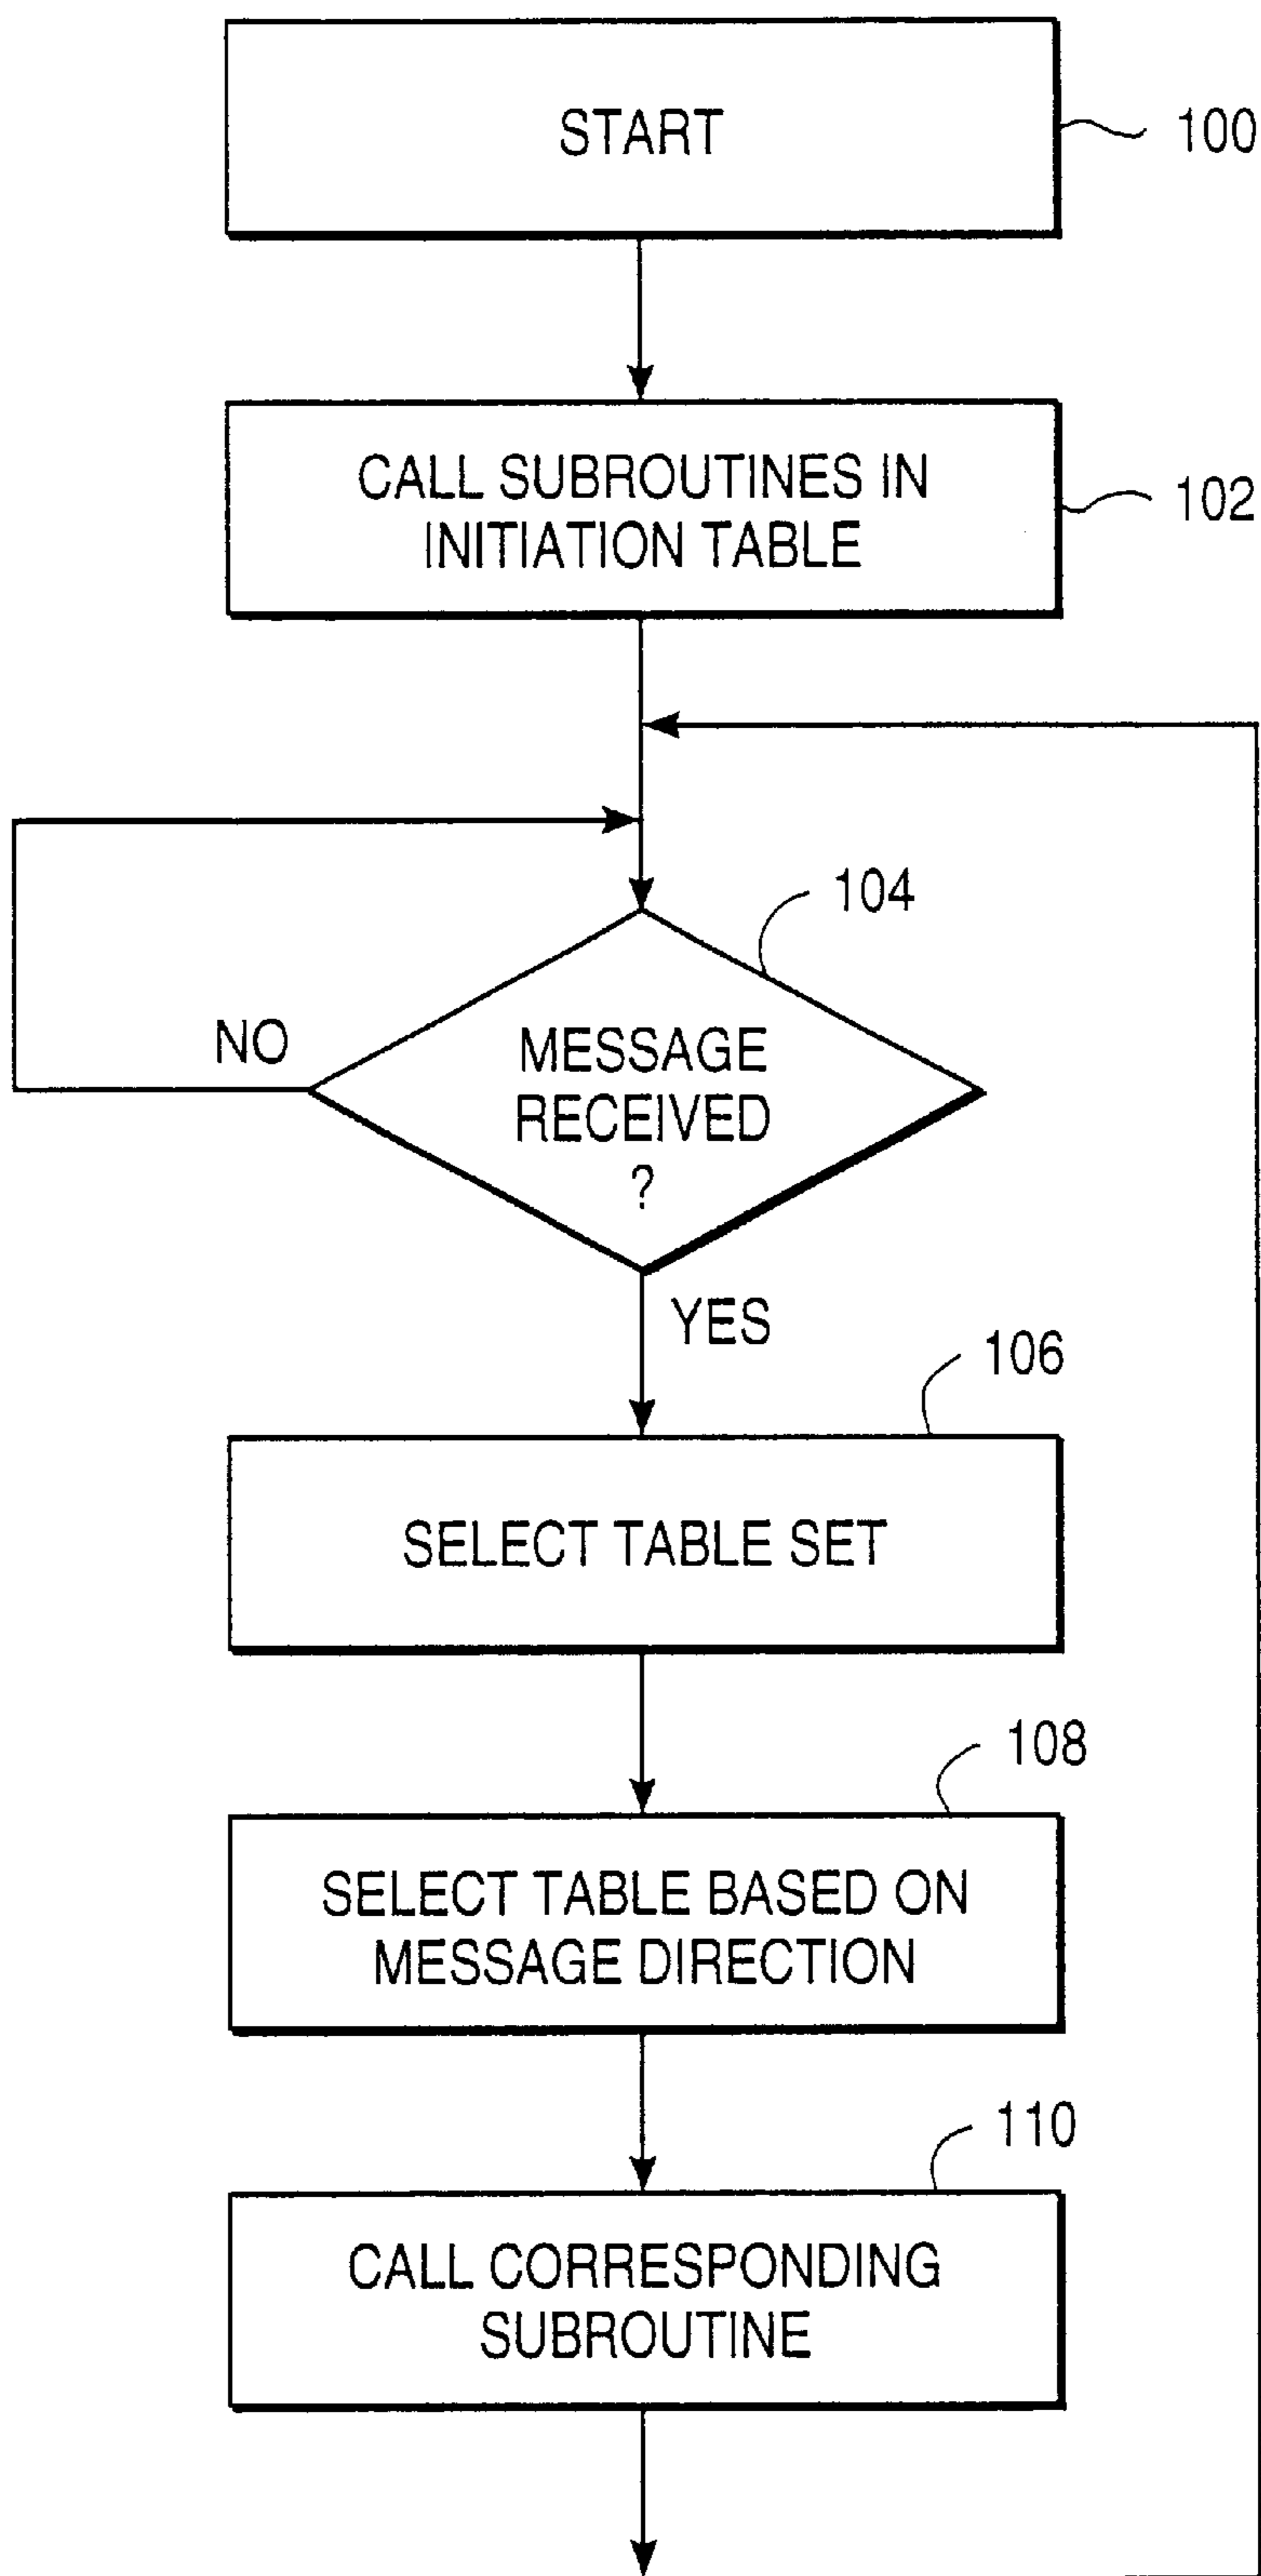 START
100
CALL SUBROUTINES IN
INITIATION TABLE
102
104
NO
MESSAGE
RECEIVED
?
YES
106
SELECT TABLE SET
108
SELECT TABLE BASED ON
MESSAGE DIRECTION
110
CALL CORRESPONDING
SUBROUTINE